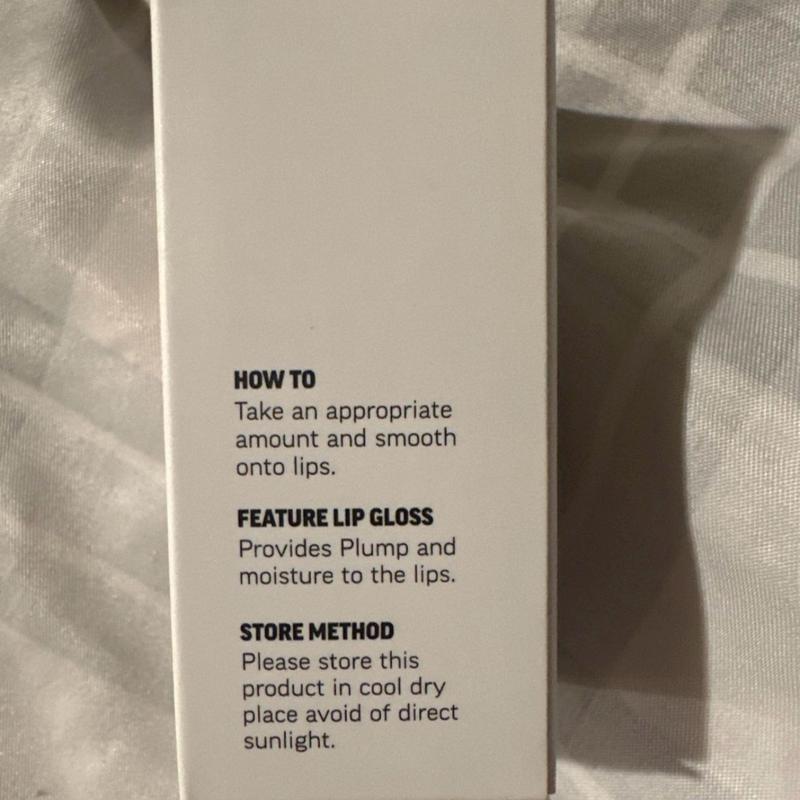 HOW TO
Take an appropriate
amount and smooth
onto lips.
FEATURE LIP GLOSS
Provides Plump and
moisture to the lips.
STORE METHOD
Please store this
product in cool dry
place avoid of direct
sunlight.